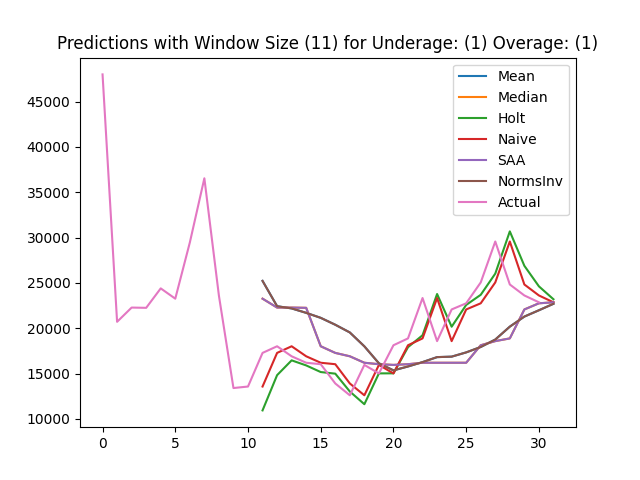 Predictions with Window Size (11) for Underage: (1) Overage: (1)
Mean
Median
Holt
Naive
SAA
NormsInv
Actual
45000
40000
35000
30000
25000
20000
15000
10000
0 5 10 15 20 25 30